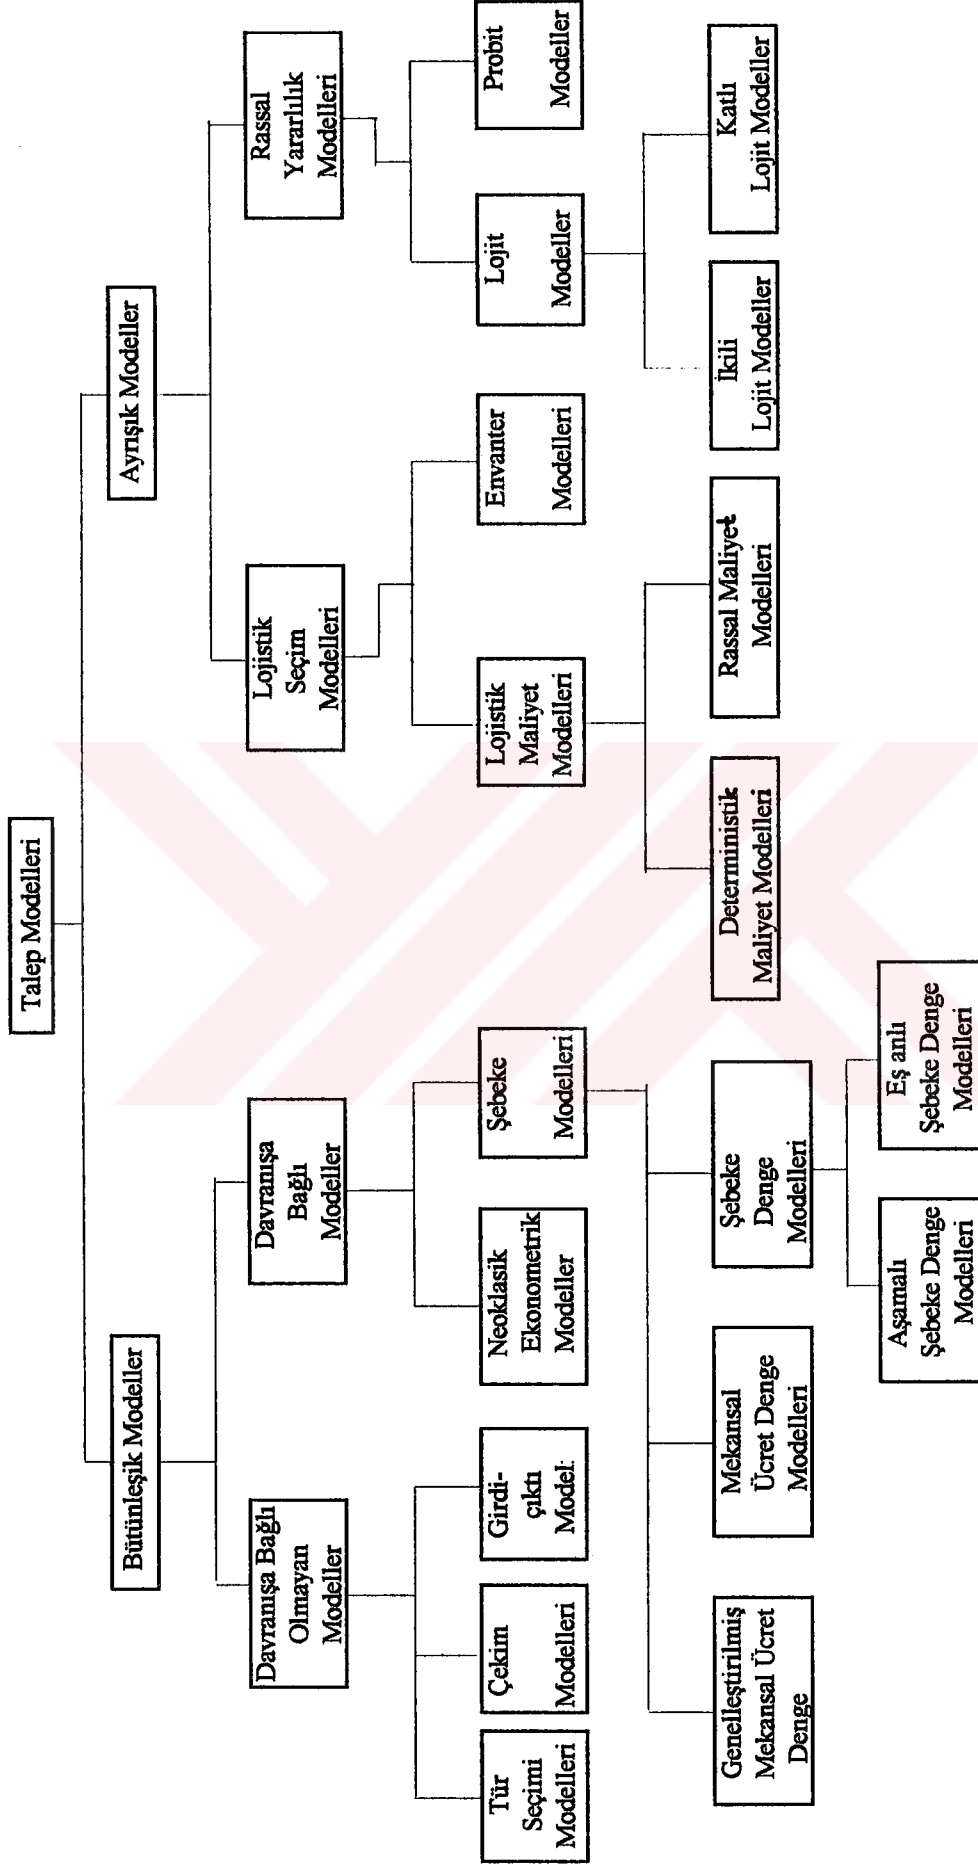 Talep Modelleri
Bütünleşik Modeller
Ayrışık Modeller
Davranışa Bağlı
Olmayan
Modeller
Davranışa
Bağlı
Modeller
Lojistik
Seçim
Modelleri
Rassal
Yararlılık
Modelleri
Tür
Seçimi
Modelleri
Çekim
Modelleri
Girdi-
çıktı
Model:
Neoklasik
Ekonometrik
Modeller
Şebeke
Modelleri
Lojistik
Maliyet
Modelleri
Envanter
Modelleri
Lojit
Modeller
Probit
Modeller
Genelleştirilmiş
Mekansal Ücret
Denge
Mekansal
Ücret Denge
Modelleri
Şebeke
Denge
Modelleri
Deterministik
Maliyet Modelleri
Rassal Maliyet
Modelleri
İkili
Lojit Modeller
Katlı
Lojit Modeller
Aşamalı
Şebeke Denge
Modelleri
Eş anlı
Şebeke Denge
Modelleri